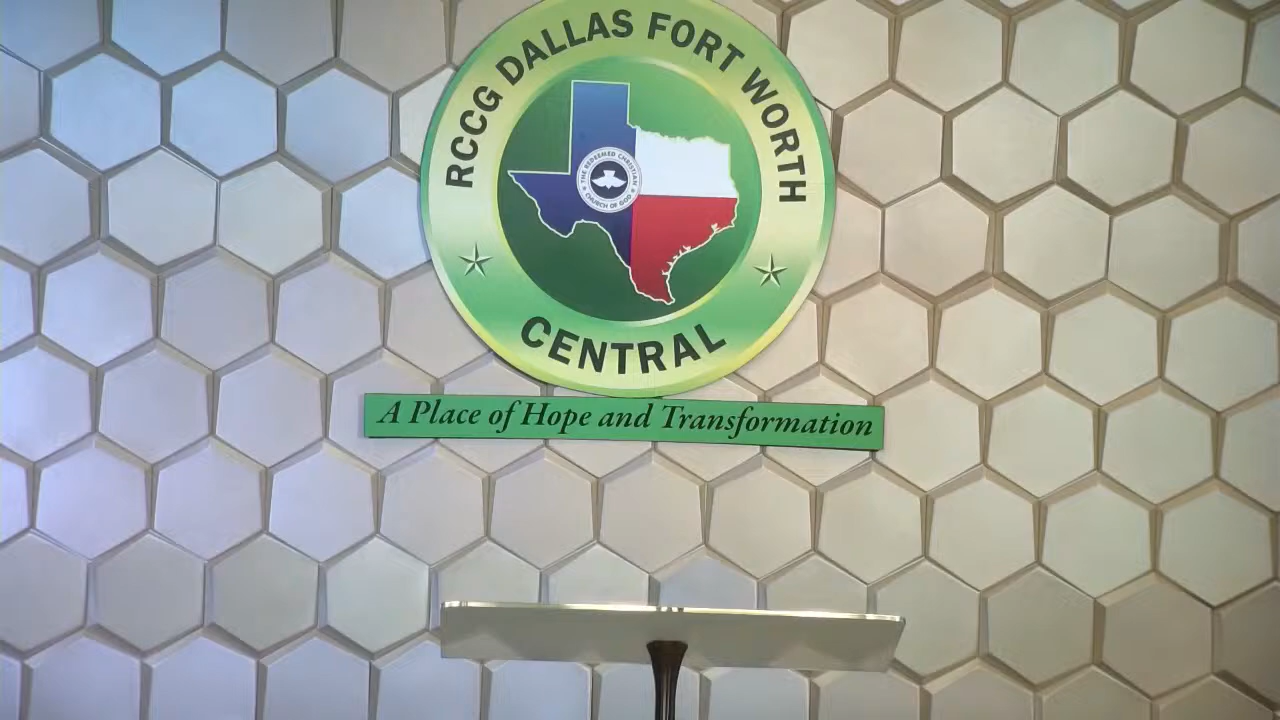 RCCG DALLAS FORT WORTH
THE REDEEMED CHRISTIAN
CHURCH OF GOD
CENTRAL
A Place of Hope and Transformation